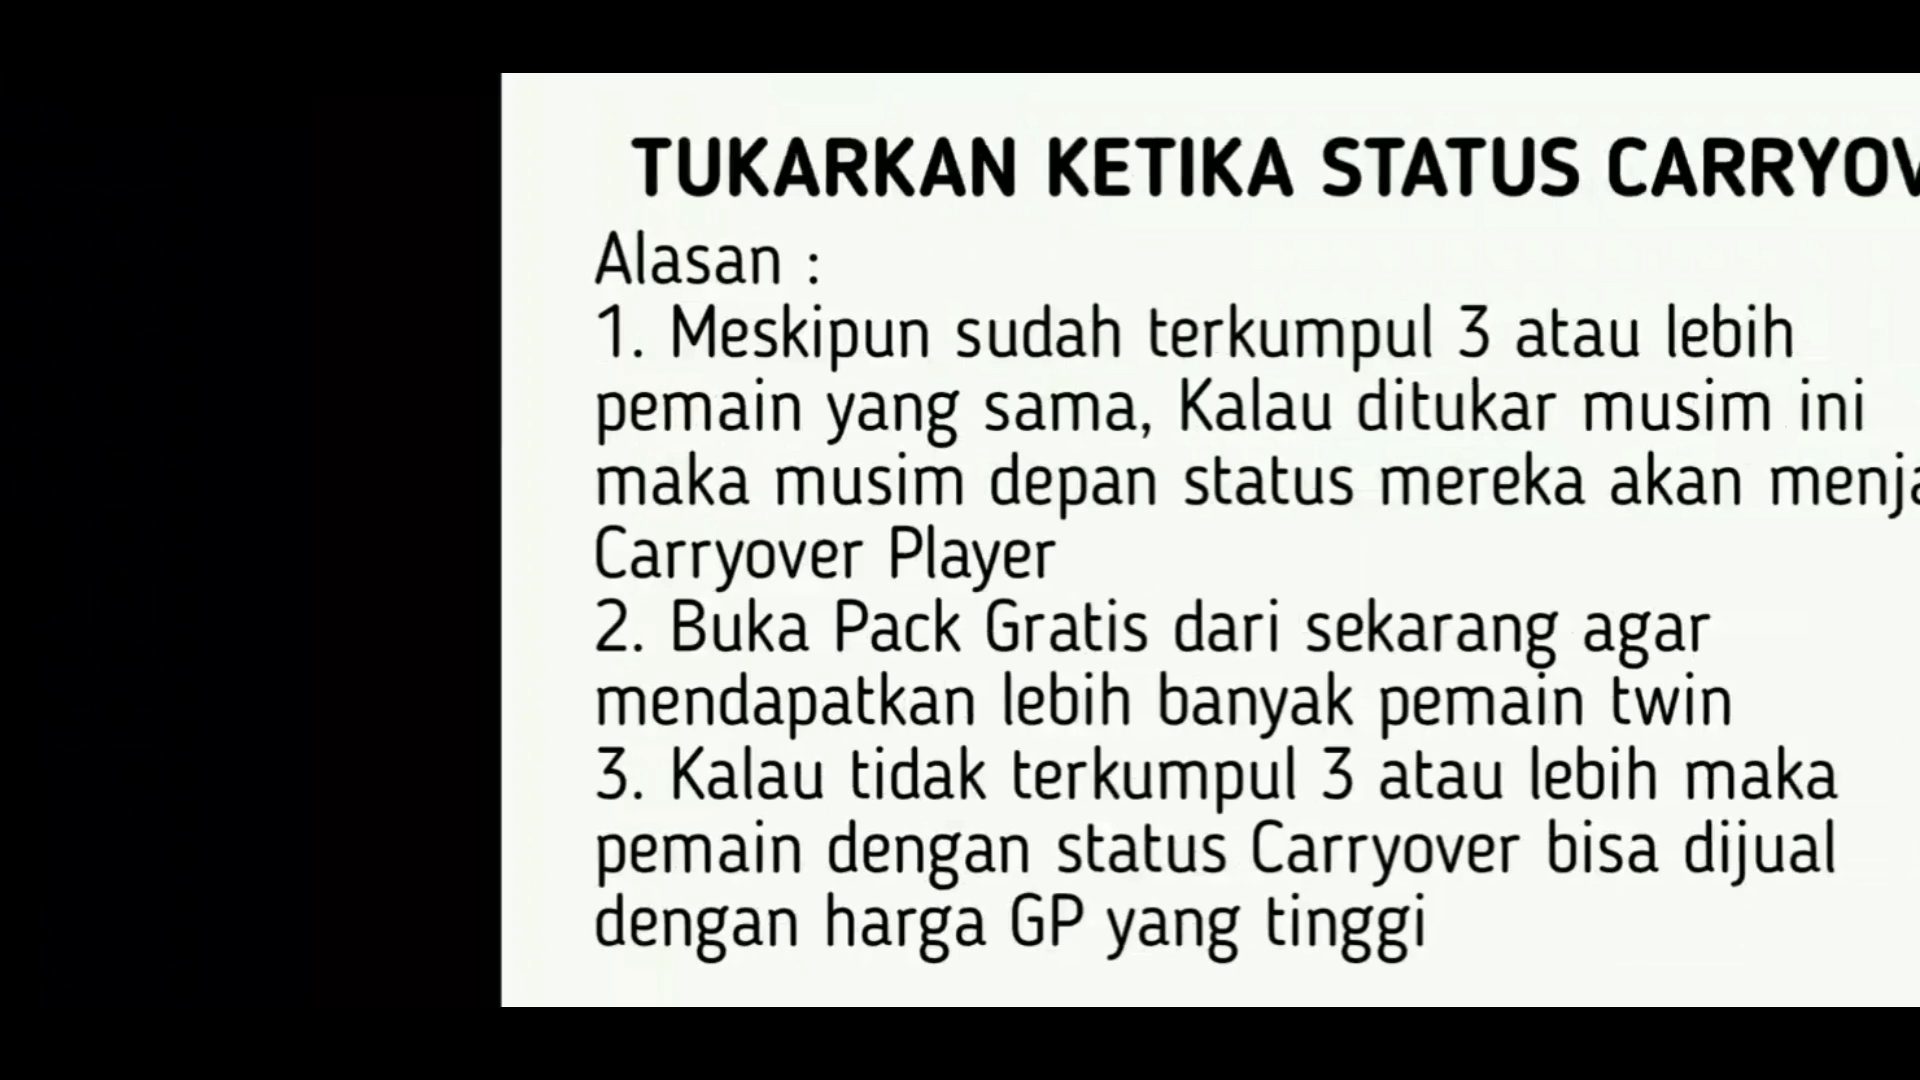 TUKARKAN KETIKA STATUS CARRYOV
Alasan :
1. Meskipun sudah terkumpul 3 atau lebih
pemain yang sama, Kalau ditukar musim ini
maka musim depan status mereka akan menja
Carryover Player
2. Buka Pack Gratis dari sekarang agar
mendapatkan lebih banyak pemain twin
3. Kalau tidak terkumpul 3 atau lebih maka
pemain dengan status Carryover bisa dijual
dengan harga GP yang tinggi